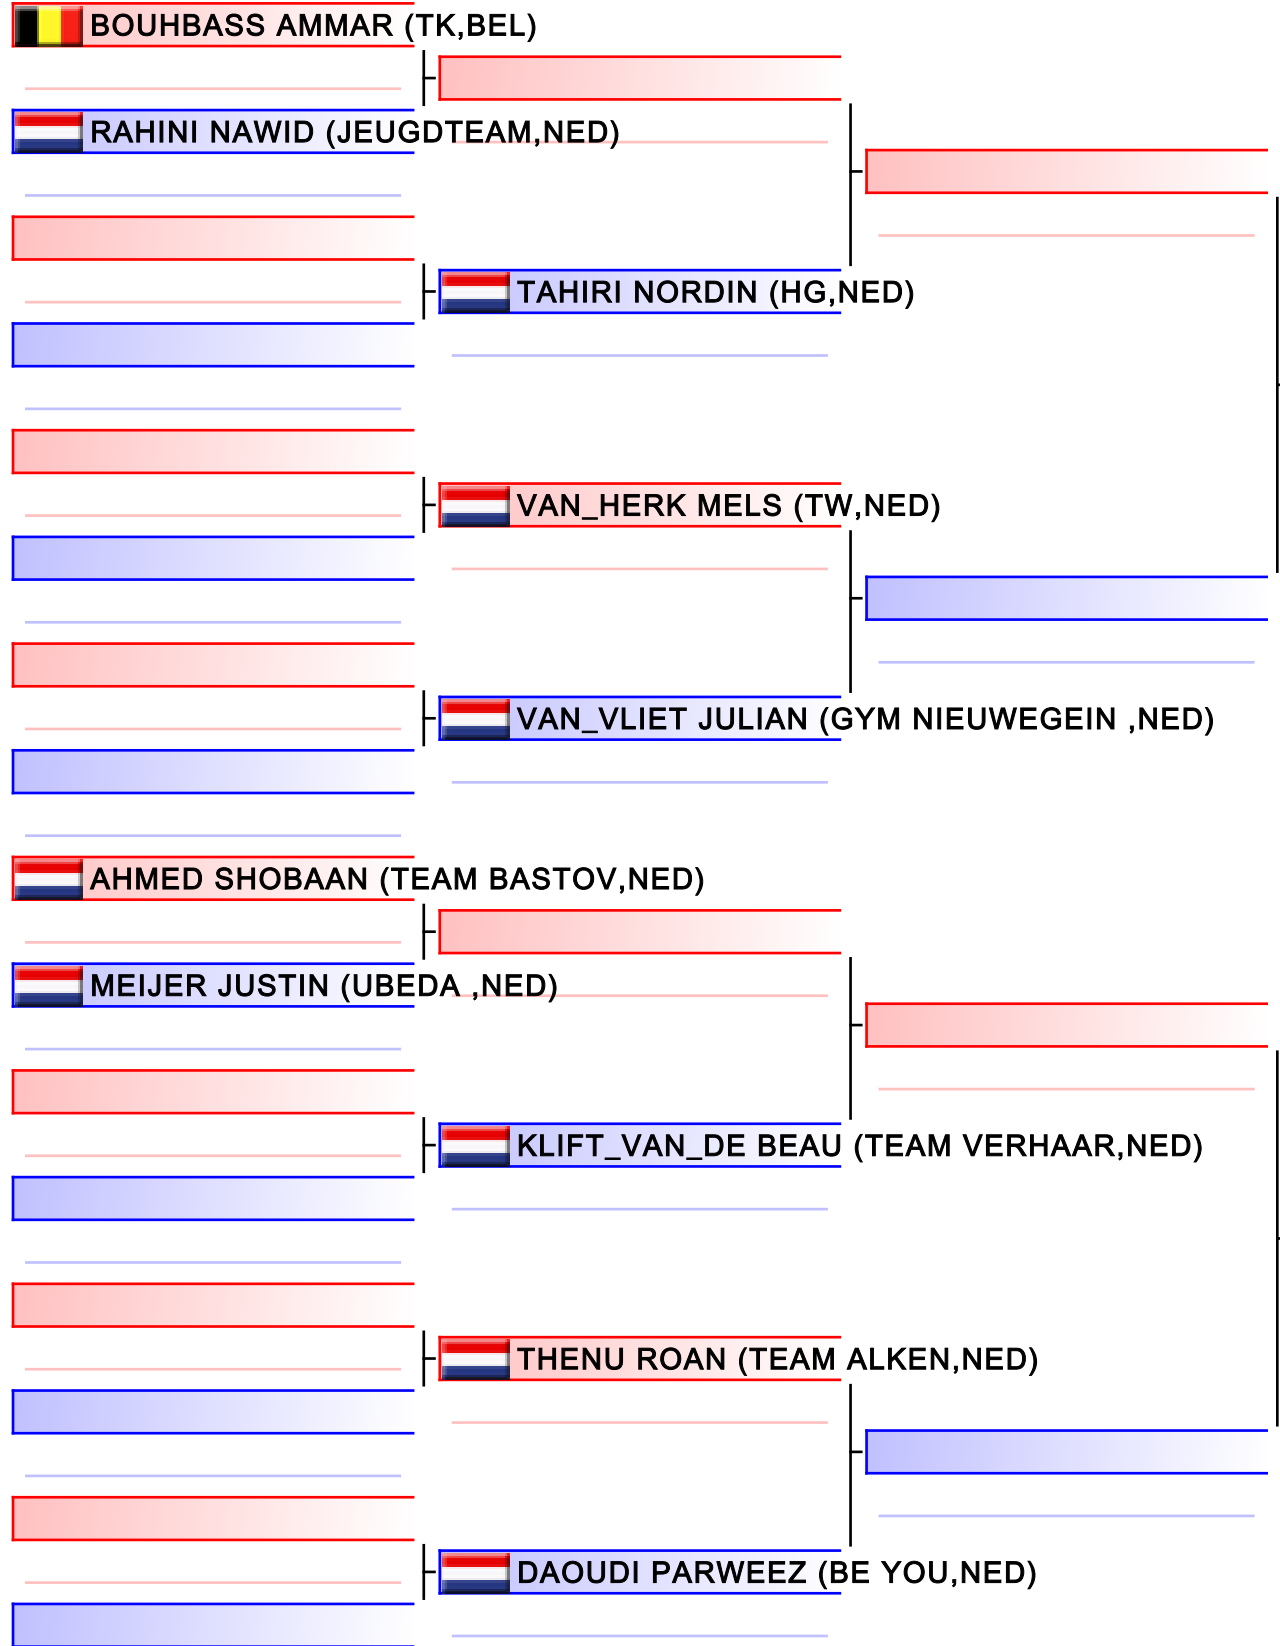 BOUHBASS AMMAR (TK,BEL)
RAHINI NAWID (JEUGDTEAM,NED)
TAHIRI NORDIN (HG,NED)
VAN_HERK MELS (TW,NED)
VAN_VLIET JULIAN (GYM NIEUWEGEIN ,NED)
AHMED SHOBAAN (TEAM BASTOV,NED)
MEIJER JUSTIN (UBEDA ,NED)
KLIFT_VAN_DE BEAU (TEAM VERHAAR,NED)
THENU ROAN (TEAM ALKEN,NED)
DAOUDI PARWEEZ (BE YOU,NED)